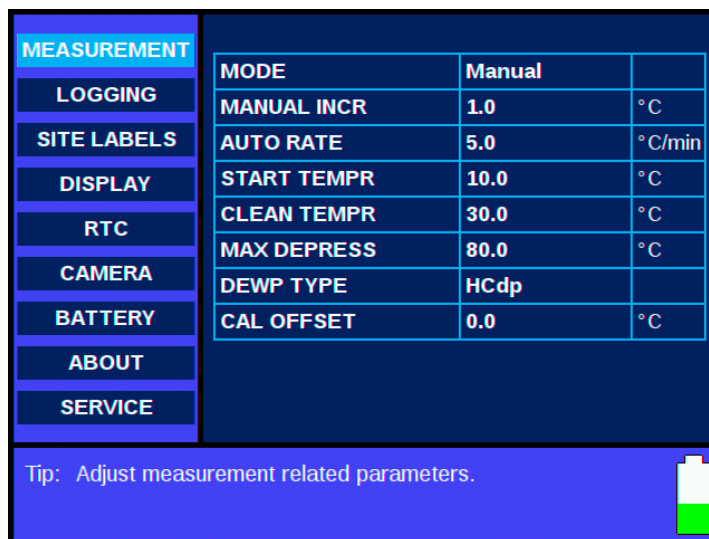 MEASUREMENT
LOGGING
SITE LABELS
DISPLAY
RTC
CAMERA
BATTERY
ABOUT
SERVICE
MODE Manual
MANUAL INCR 1.0 °C
AUTO RATE 5.0 °C/min
START TEMPR 10.0 °C
CLEAN TEMPR 30.0 °C
MAX DEPRESS 80.0 °C
DEWP TYPE HCdp
CAL OFFSET 0.0 °C
Tip: Adjust measurement related parameters.